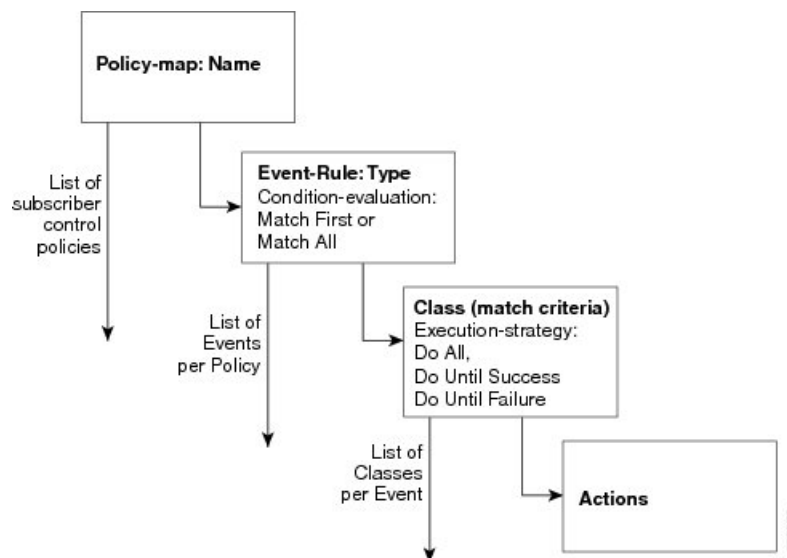 Policy-map: Name
List of
subscriber
control
policies
Event-Rule: Type
Condition-evaluation:
Match First or
Match All
List of
Events
per Policy
Class (match criteria)
Execution-strategy:
Do All,
Do Until Success
Do Until Failure
List of
Classes
per Event
Actions